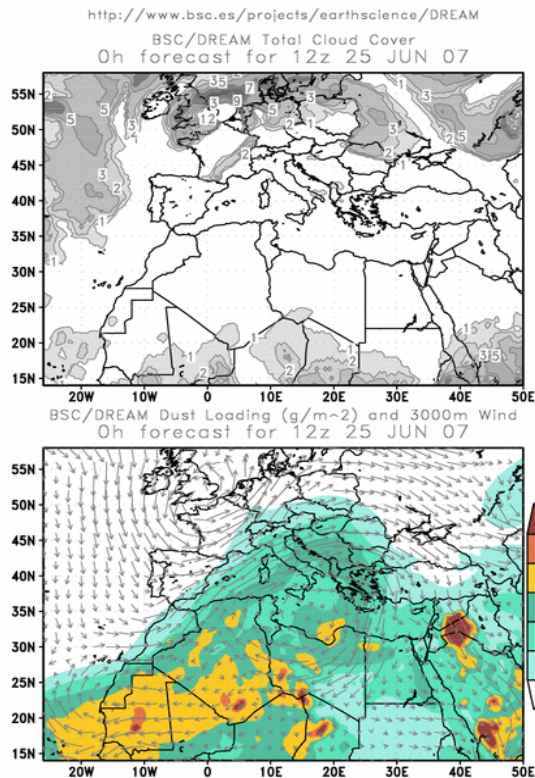 http://www.bsc.es/projects/earthscience/DREAM
BSC/DREAM Total Cloud Cover
0h forecast for 12z 25 JUN 07
55N
50N
45N
40N
35N
30N
25N
20N
15N
20W 10W 0 10E 20E 30E 40E 50E
BSC/DREAM Dust Loading (g/m^2) and 3000m Wind
0h forecast for 12z 25 JUN 07
55N
50N
45N
40N
35N
30N
25N
20N
15N
20W 10W 0 10E 20E 30E 40E 50E